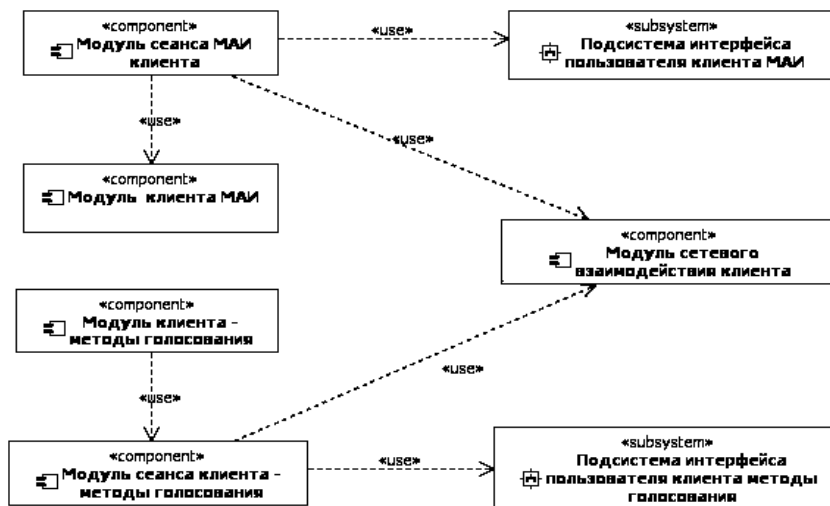 «component»
Модуль сеанса МАИ
клиента
«use»
«subsystem»
Подсистема интерфейса
пользователя клиента МАИ
«use»
«use»
«component»
Модуль клиента МАИ
«component»
Модуль сетевого
взаимодействия клиента
«component»
Модуль клиента -
методы голосования
«use»
«use»
«component»
Модуль сеанса клиента -
методы голосования
«use»
«subsystem»
Подсистема интерфейса
пользователя клиента методы
голосования